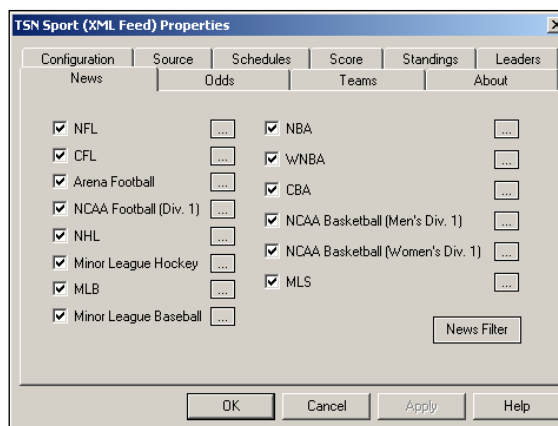 TSN Sport (XML Feed) Properties
Configuration Source Schedules Score Standings Leaders
News Odds Teams About
NFL ... NBA ...
CFL ... WNBA ...
Arena Football ... CBA ...
NCAA Football (Div. 1) ... NCAA Basketball (Men's Div. 1) ...
NHL ... NCAA Basketball (Women's Div. 1) ...
Minor League Hockey ... MLS ...
MLB ...
Minor League Baseball ...
News Filter
OK Cancel Apply Help